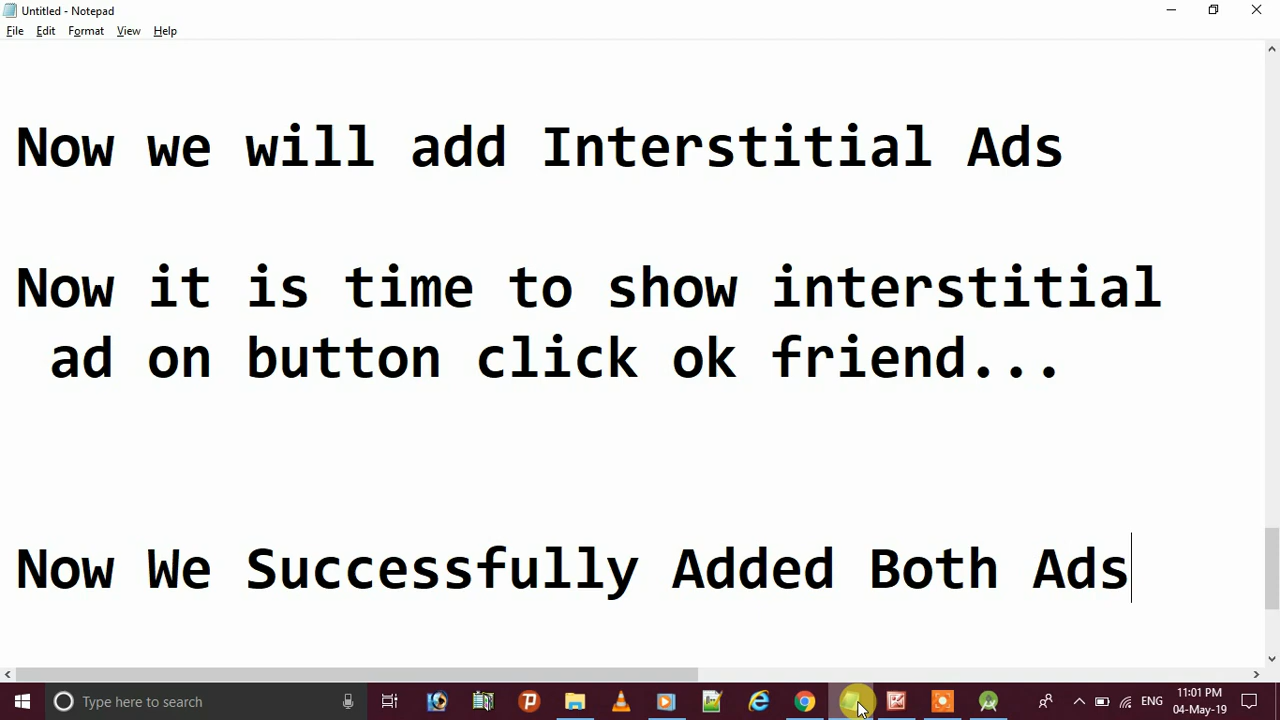 Untitled - Notepad
File Edit Format View Help
Now we will add Interstitial Ads
Now it is time to show interstitial
ad on button click ok friend...
Now We Successfully Added Both Ads
Type here to search
ENG
11:01 PM
04-May-19